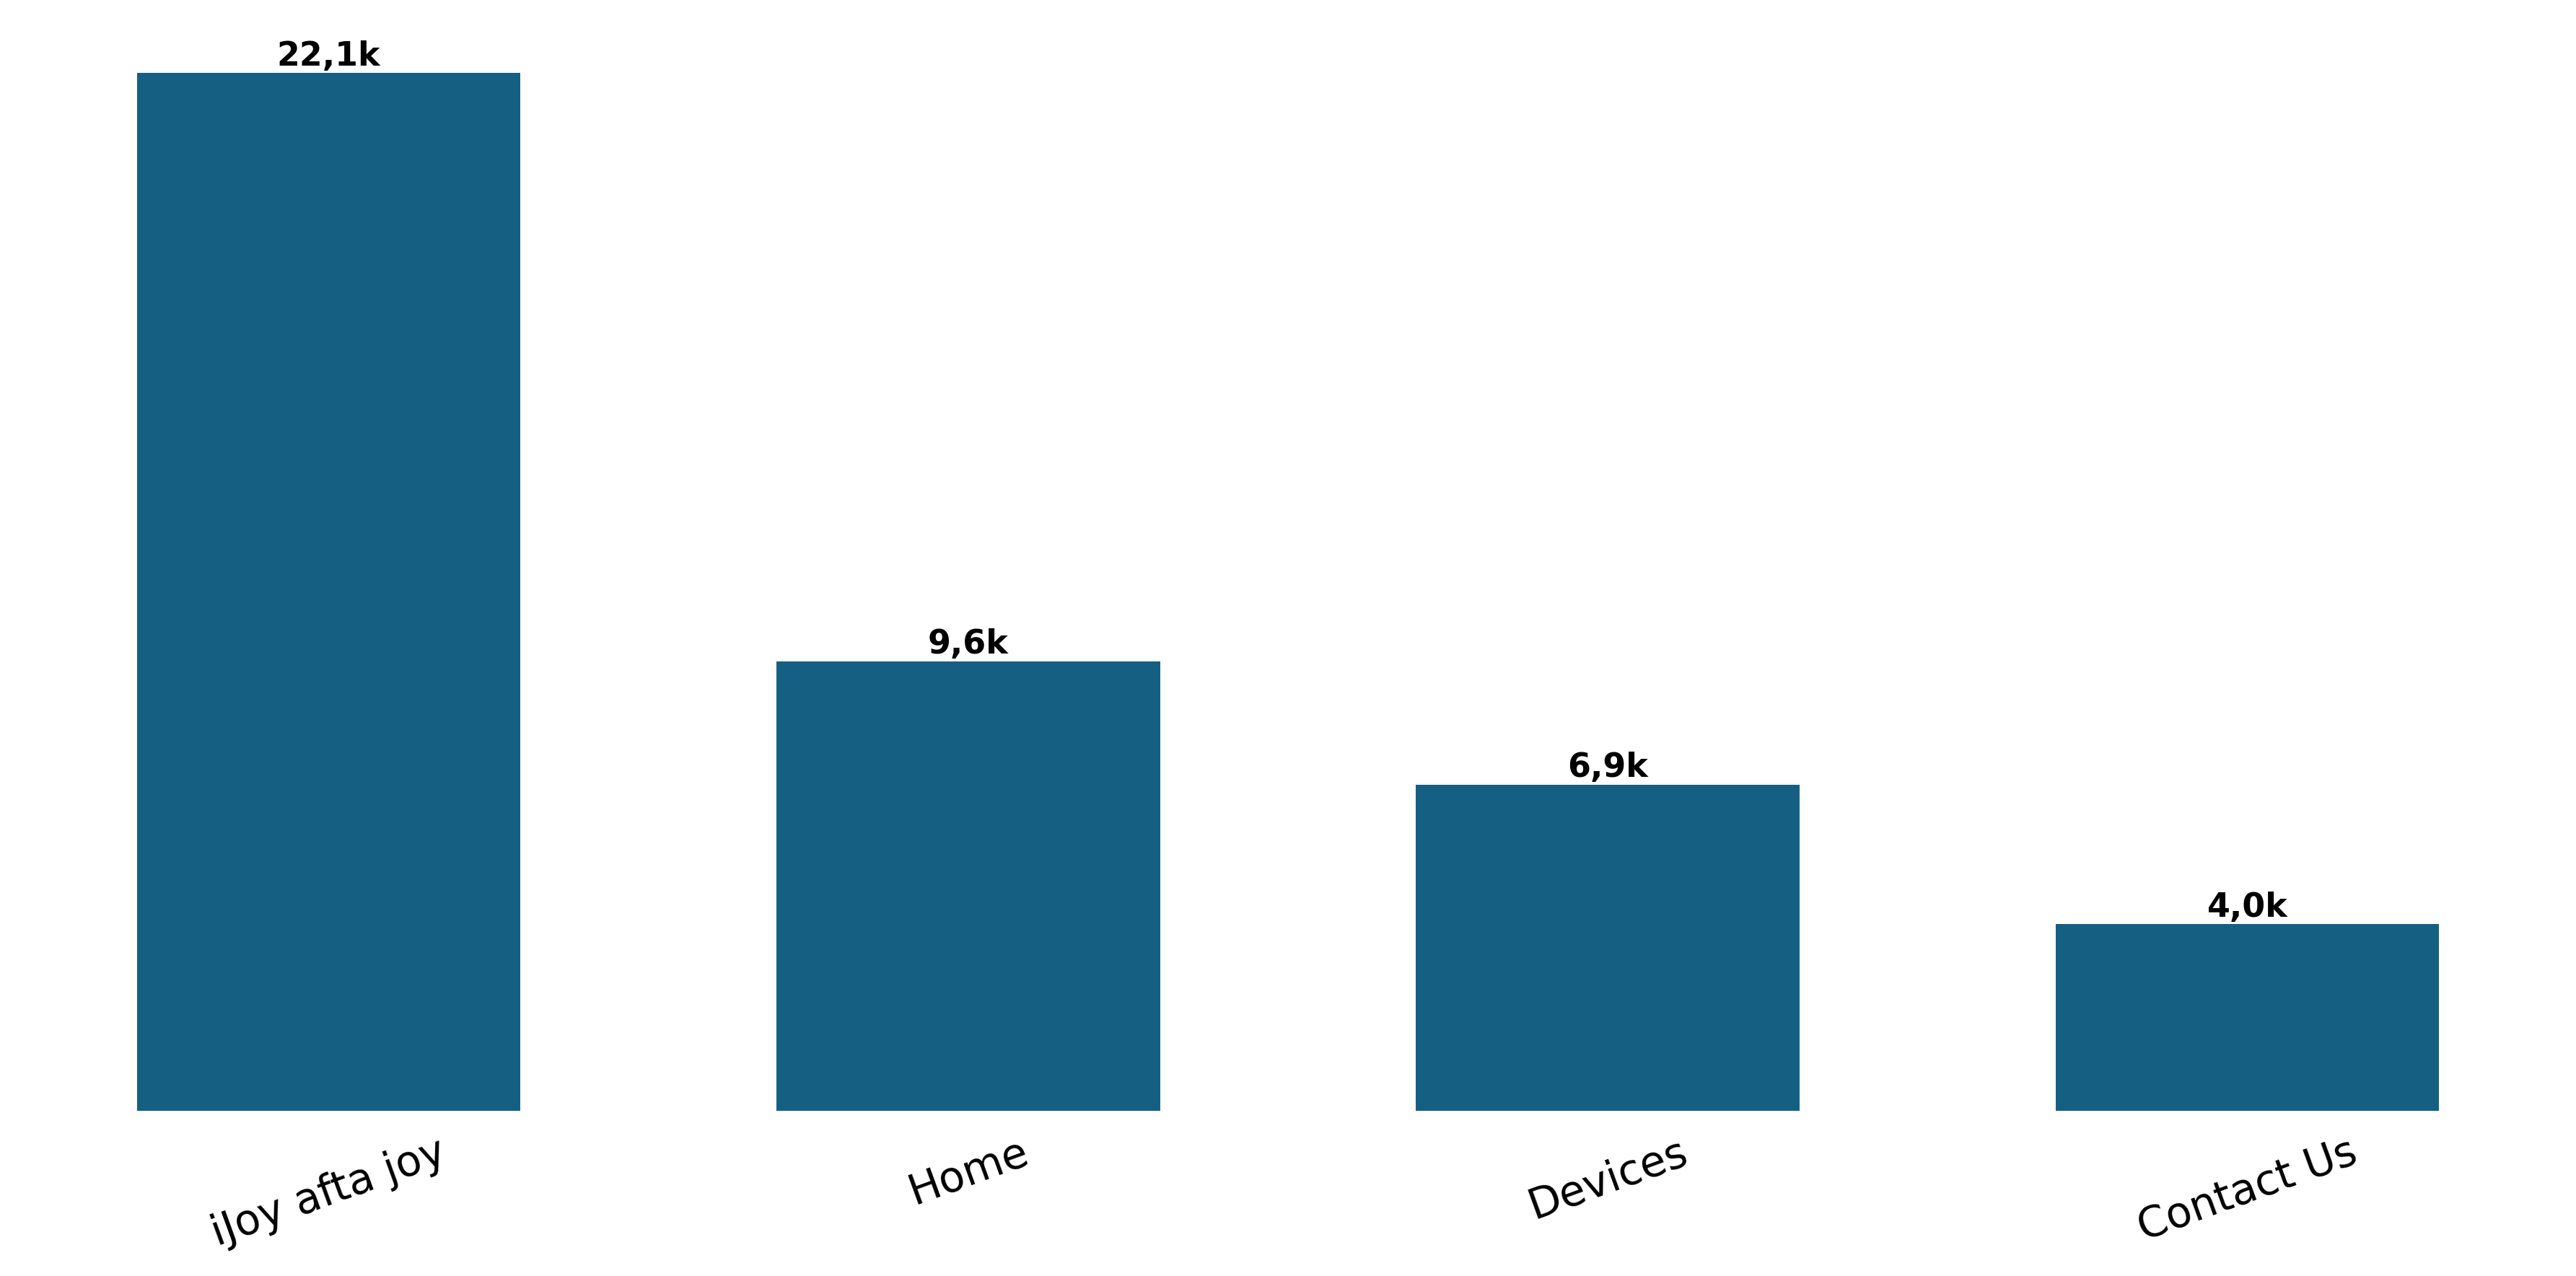 22,1k
9,6k
6,9k
4,0k
iJoy afta joy
Home
Devices
Contact Us